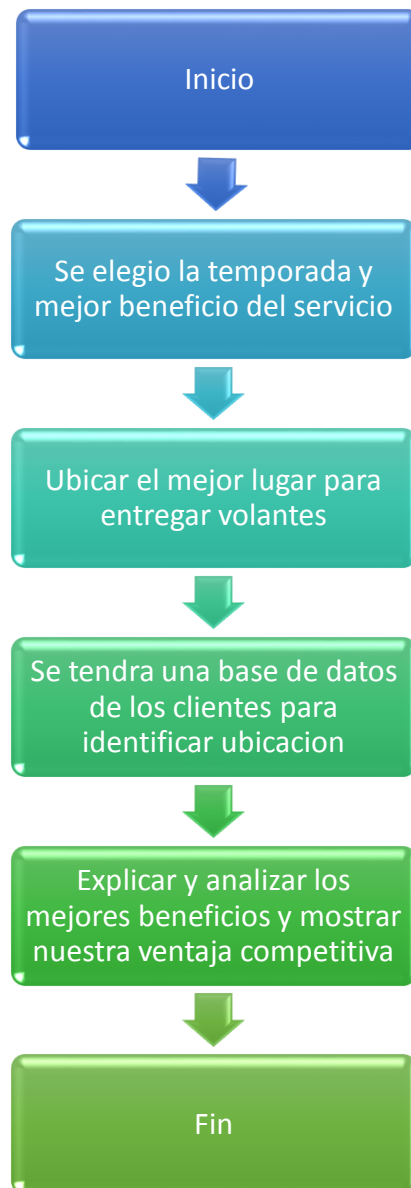 Inicio
Se elegio la temporada y
mejor beneficio del servicio
Ubicar el mejor lugar para
entregar volantes
Se tendra una base de datos
de los clientes para
identificar ubicacion
Explicar y analizar los
mejores beneficios y mostrar
nuestra ventaja competitiva
Fin